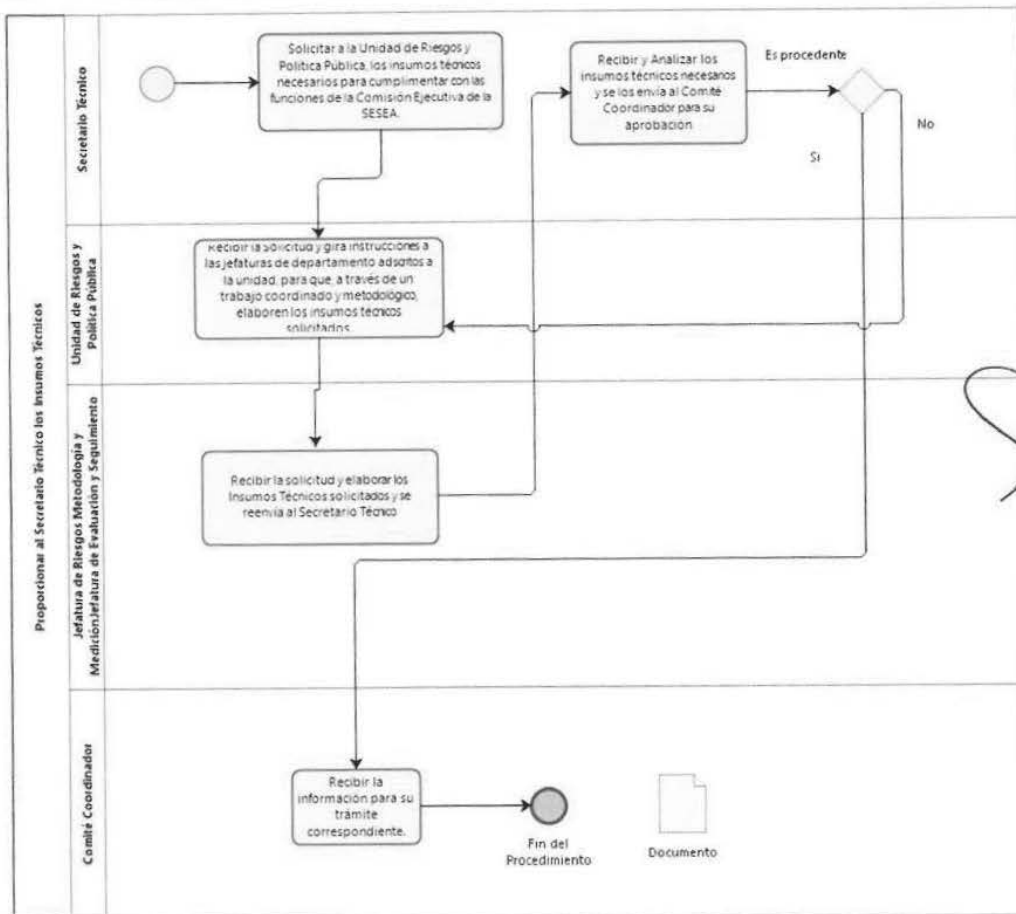 Proporcionar al Secretario Técnico los Insumos Técnicos
Secretario Técnico
Solicitar a la Unidad de Riesgos y
Política Pública, los insumos técnicos
necesarios para cumplimentar con las
funciones de la Comisión Ejecutiva de la
SESEA.
Recibir y Analizar los
insumos técnicos necesarios
y se los envía al Comité
Coordinador para su
aprobación
Es procedente
No
Si
Unidad de Riesgos y
Política Pública
Recibir la solicitud y gira instrucciones a
las jefaturas de departamento adscritos a
la unidad, para que, a través de un
trabajo coordinado y metodológico,
elaboren los insumos técnicos
solicitados.
Jefatura de Riesgos Metodología y
MediciónJefatura de Evaluación y Seguimiento
Recibir la solicitud y elaborar los
Insumos Técnicos solicitados y se
reenvía al Secretario Técnico
Comité Coordinador
Recibir la
información para su
trámite
correspondiente.
Fin del
Procedimiento
Documento